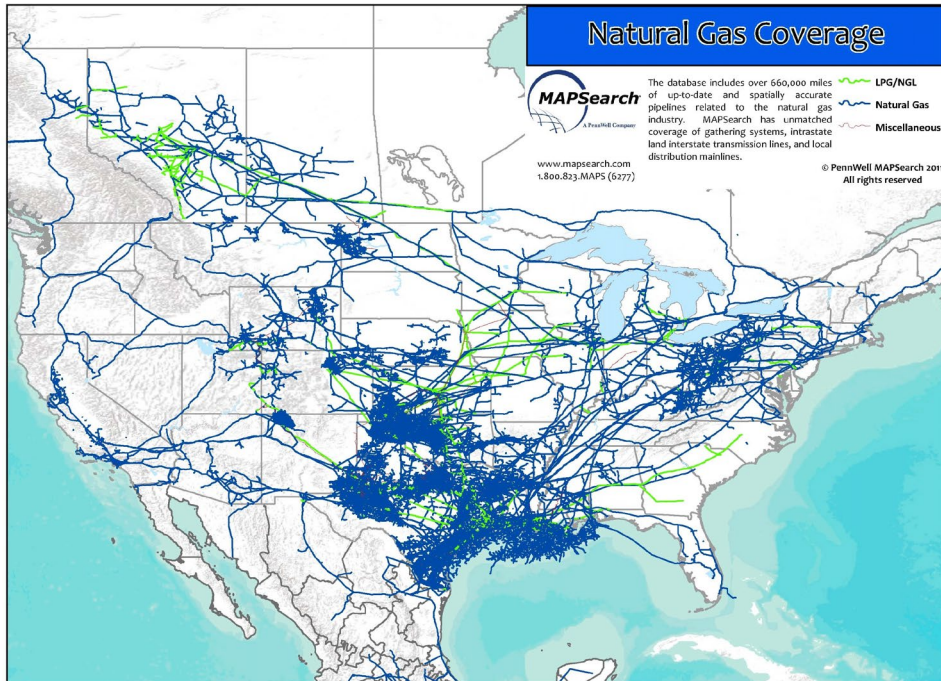 Natural Gas Coverage
MAPSearch
A PennWell Company
www.mapsearch.com
1.800.823.MAPS (6277)
The database includes over 660,000 miles
of up-to-date and spatially accurate
pipelines related to the natural gas
industry. MAPSearch has unmatched
coverage of gathering systems, intrastate
land interstate transmission lines, and local
distribution mainlines.
LPG/NGL
Natural Gas
Miscellaneous
© PennWell MAPSearch 201
All rights reserved